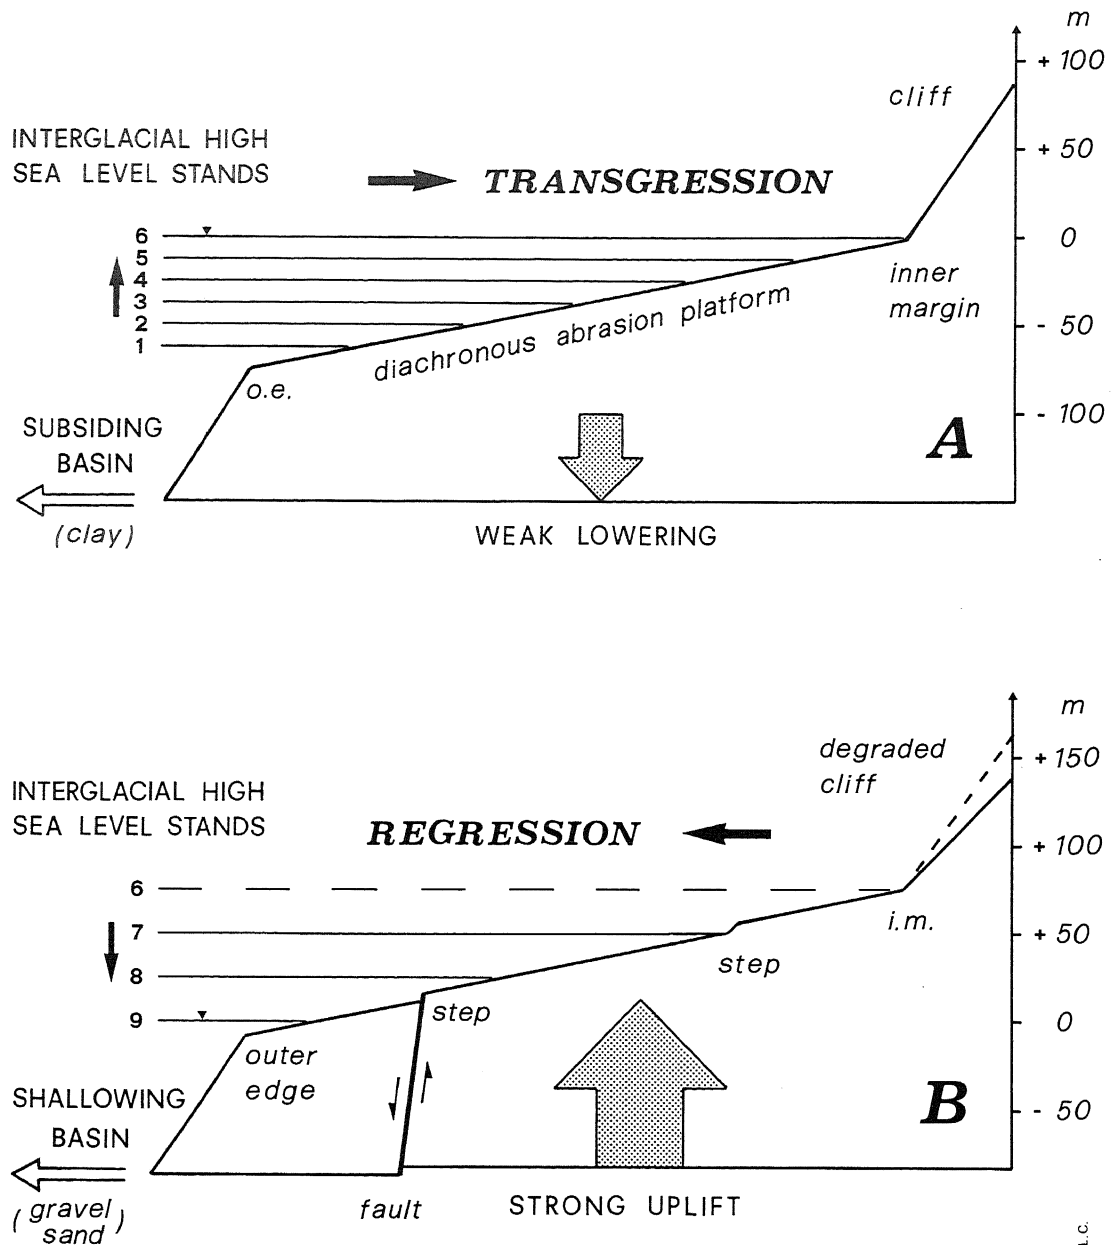 m
+ 100
cliff
INTERGLACIAL HIGH
SEA LEVEL STANDS
+ 50
TRANSGRESSION
6
0
5
4
inner
margin
3
diachronous abrasion platform
2
- 50
1
o.e.
- 100
SUBSIDING
BASIN
A
(clay)
WEAK LOWERING
m
degraded
cliff
+ 150
INTERGLACIAL HIGH
SEA LEVEL STANDS
REGRESSION
+ 100
6
i.m.
7
+ 50
step
8
step
9
0
outer
edge
B
SHALLOWING
BASIN
- 50
(gravel
sand)
fault
STRONG UPLIFT
L.C.